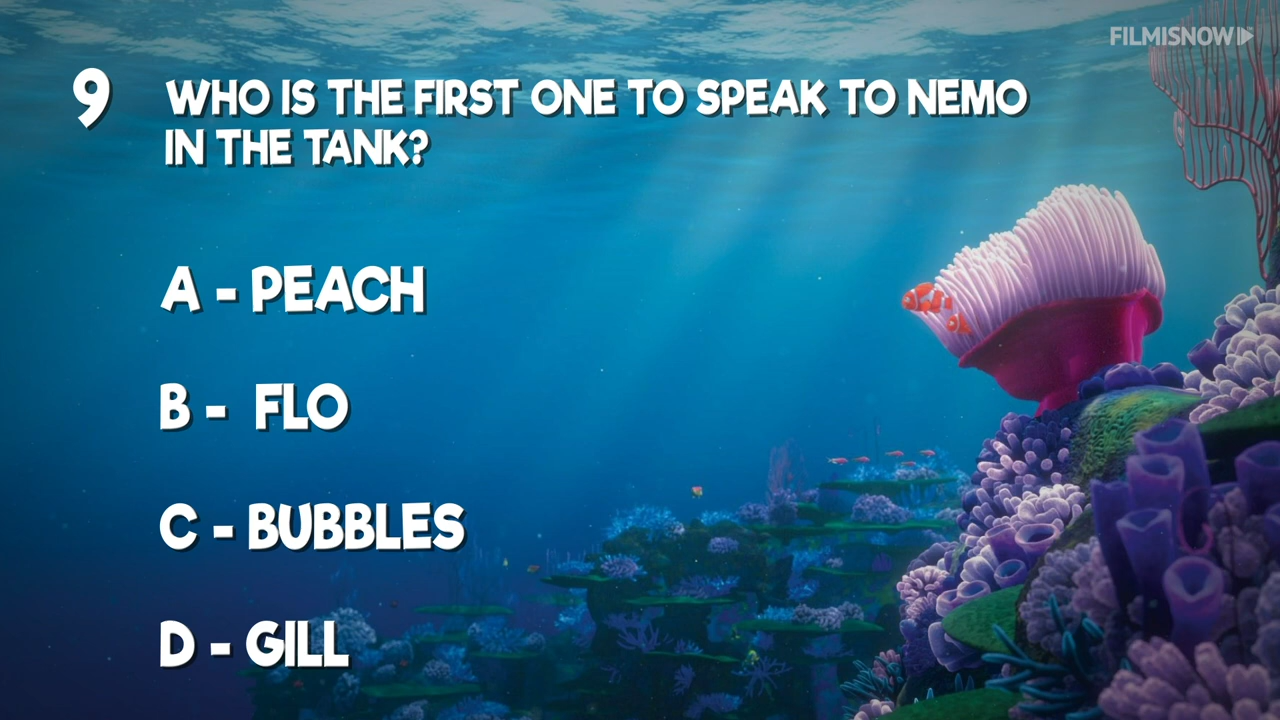 FILMISNOW
9 WHO IS THE FIRST ONE TO SPEAK TO NEMO
IN THE TANK?
A - PEACH
B - FLO
C - BUBBLES
D - GILL